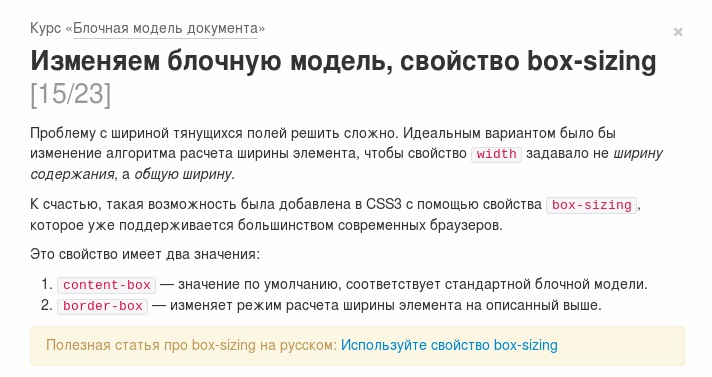 Курс «Блочная модель документа»
×
Изменяем блочную модель, свойство box-sizing
[15/23]
Проблему с шириной тянущихся полей решить сложно. Идеальным вариантом было бы
изменение алгоритма расчета ширины элемента, чтобы свойство width задавало не ширину
содержания, а общую ширину.
К счастью, такая возможность была добавлена в CSS3 с помощью свойства box-sizing,
которое уже поддерживается большинством современных браузеров.
Это свойство имеет два значения:
1. content-box — значение по умолчанию, соответствует стандартной блочной модели.
2. border-box — изменяет режим расчета ширины элемента на описанный выше.
Полезная статья про box-sizing на русском: Используйте свойство box-sizing